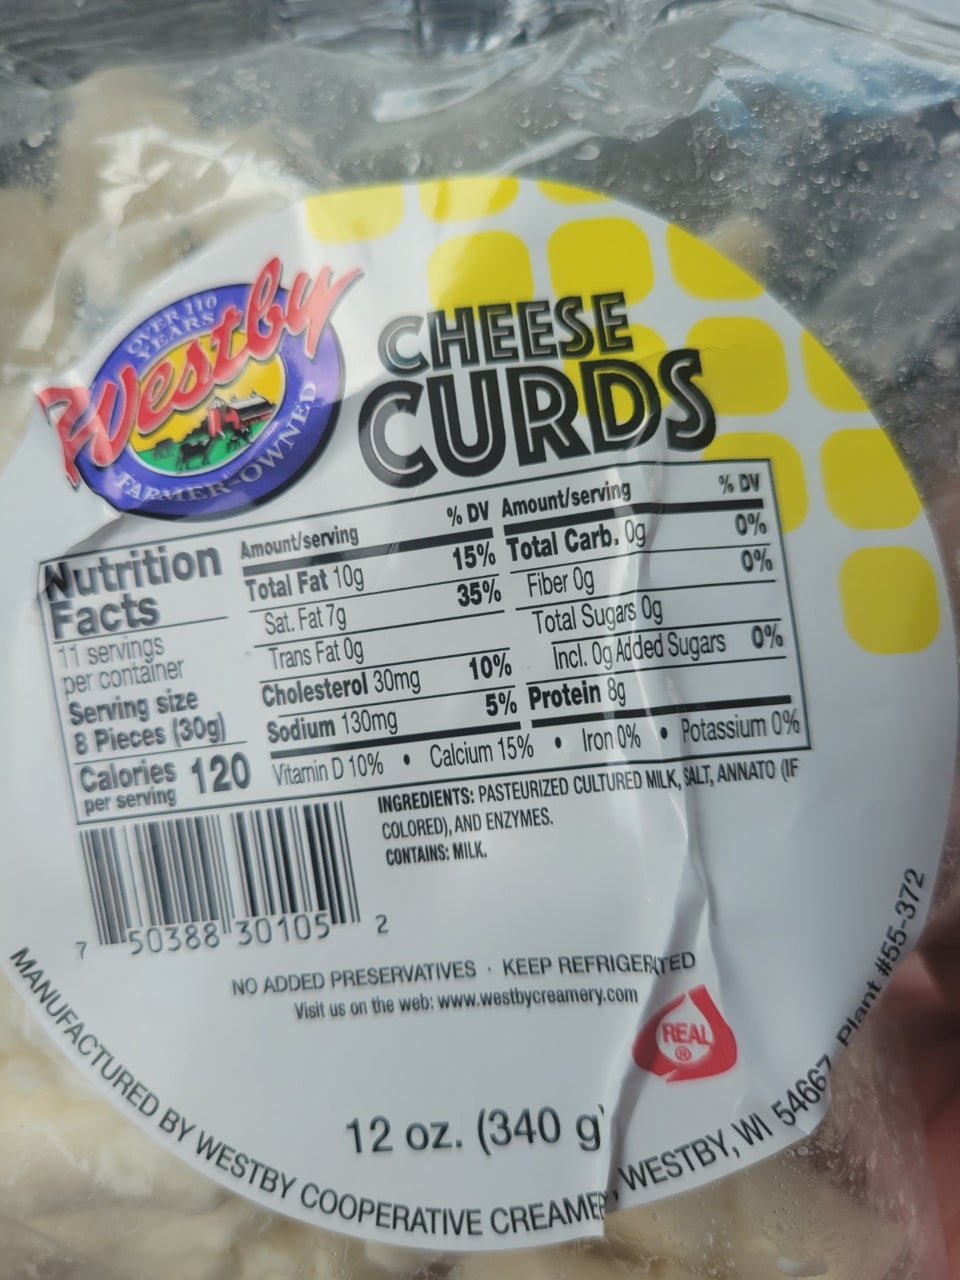 OVER 110
YEARS
Westby
FARMER-OWNED
CHEESE
CURDS
Nutrition
Facts
11 servings
per container
Serving size
8 Pieces (30g)
Calories 120
per serving
Amount/serving % DV
Total Fat 10g 15%
Sat. Fat 7g 35%
Trans Fat 0g
Cholesterol 30mg 10%
Sodium 130mg 5%
Amount/serving % DV
Total Carb. 0g 0%
Fiber 0g 0%
Total Sugars 0g
Incl. 0g Added Sugars 0%
Protein 8g
Vitamin D 10% • Calcium 15% • Iron 0% • Potassium 0%
INGREDIENTS: PASTEURIZED CULTURED MILK, SALT, ANNATO (IF
COLORED), AND ENZYMES.
CONTAINS: MILK.
7 50388 30105 2
NO ADDED PRESERVATIVES · KEEP REFRIGERATED
Visit us on the web: www.westbycreamery.com
REAL
®
12 oz. (340 g)
MANUFACTURED BY WESTBY COOPERATIVE CREAMERY, WESTBY, WI 54667 Plant #55-372